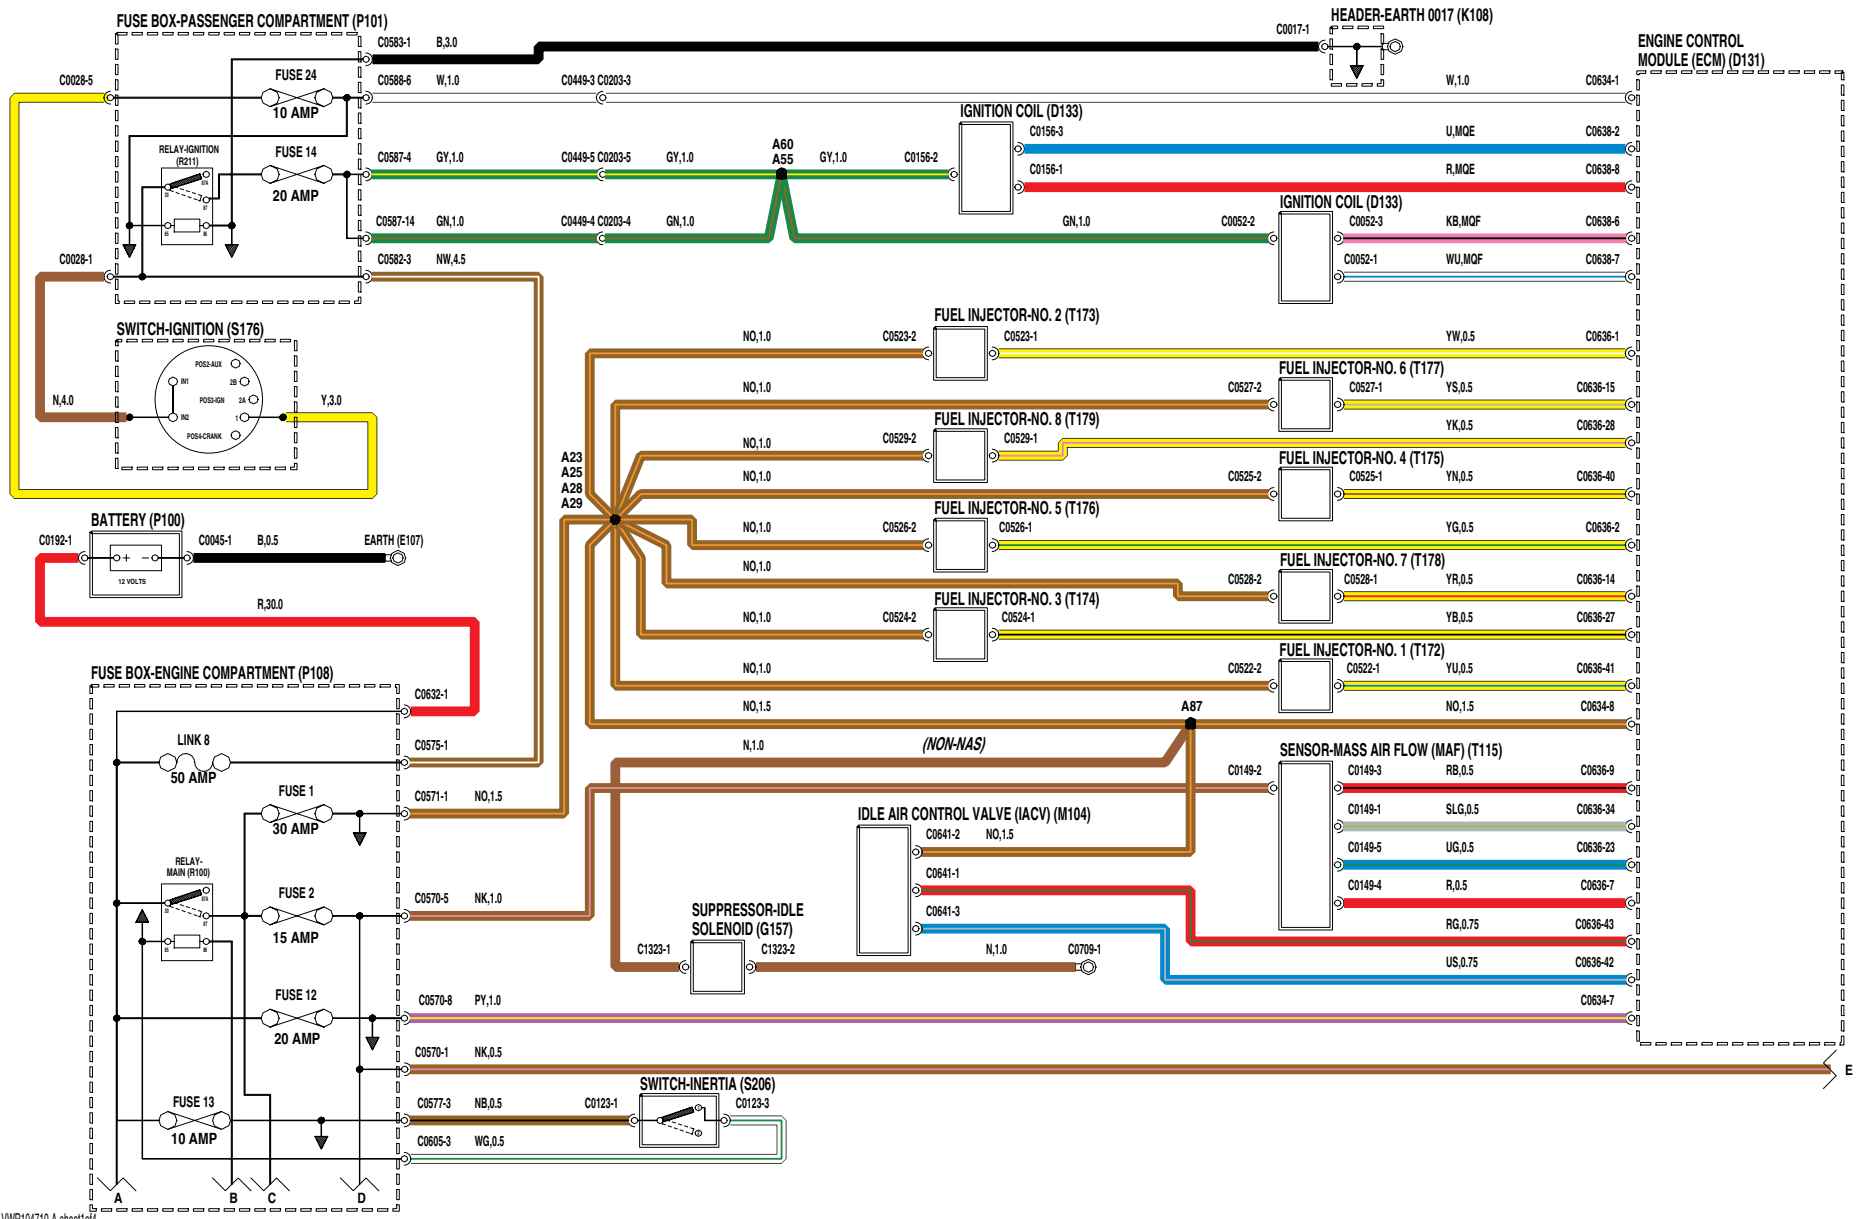 FUSE BOX-PASSENGER COMPARTMENT (P101)
C0583-1 B,3.0
C0017-1
HEADER-EARTH 0017 (K108)
ENGINE CONTROL
MODULE (ECM) (D131)
C0028-5
FUSE 24
10 AMP
C0588-6 W,1.0
C0449-3 C0203-3
W,1.0 C0634-1
IGNITION COIL (D133)
C0156-3
U,MQE C0638-2
RELAY-IGNITION
(R211)
87A
30
87
85 86
FUSE 14
20 AMP
C0587-4 GY,1.0
C0449-5 C0203-5
GY,1.0
A60
A55
GY,1.0
C0156-2
C0156-1
R,MQE C0638-8
IGNITION COIL (D133)
C0587-14 GN,1.0
C0449-4 C0203-4
GN,1.0
GN,1.0
C0052-2
C0052-3
KB,MQF C0638-6
C0028-1
C0582-3 NW,4.5
C0052-1
WU,MQF C0638-7
SWITCH-IGNITION (S176)
POS2-AUX
IN1
2B
POS3-IGN
2A
IN2
1
POS4-CRANK
N,4.0
Y,3.0
FUEL INJECTOR-NO. 2 (T173)
NO,1.0 C0523-2 C0523-1
YW,0.5 C0636-1
FUEL INJECTOR-NO. 6 (T177)
NO,1.0 C0527-2 C0527-1
YS,0.5 C0636-15
FUEL INJECTOR-NO. 8 (T179)
NO,1.0 C0529-2 C0529-1
YK,0.5 C0636-28
A23
A25
A28
A29
FUEL INJECTOR-NO. 4 (T175)
NO,1.0 C0525-2 C0525-1
YN,0.5 C0636-40
FUEL INJECTOR-NO. 5 (T176)
NO,1.0 C0526-2 C0526-1
YG,0.5 C0636-2
BATTERY (P100)
C0192-1
+ −
12 VOLTS
C0045-1 B,0.5
EARTH (E107)
R,30.0
FUEL INJECTOR-NO. 7 (T178)
NO,1.0 C0528-2 C0528-1
YR,0.5 C0636-14
FUEL INJECTOR-NO. 3 (T174)
NO,1.0 C0524-2 C0524-1
YB,0.5 C0636-27
FUEL INJECTOR-NO. 1 (T172)
NO,1.0 C0522-2 C0522-1
YU,0.5 C0636-41
FUSE BOX-ENGINE COMPARTMENT (P108)
C0632-1
NO,1.5
A87
NO,1.5 C0634-8
LINK 8
50 AMP
C0575-1
N,1.0
(NON-NAS)
SENSOR-MASS AIR FLOW (MAF) (T115)
C0149-2
C0149-3
RB,0.5 C0636-9
FUSE 1
30 AMP
C0571-1 NO,1.5
IDLE AIR CONTROL VALVE (IACV) (M104)
C0149-1
SLG,0.5 C0636-34
C0641-2 NO,1.5
C0149-5
UG,0.5 C0636-23
RELAY-
MAIN (R100)
87A
30
87
85 86
C0641-1
C0149-4
R,0.5 C0636-7
FUSE 2
15 AMP
C0570-5 NK,1.0
C0641-3
RG,0.75 C0636-43
SUPPRESSOR-IDLE
SOLENOID (G157)
C1323-1
C1323-2
N,1.0
C0709-1
US,0.75 C0636-42
FUSE 12
20 AMP
C0570-8 PY,1.0
C0634-7
C0570-1 NK,0.5
E
SWITCH-INERTIA (S206)
FUSE 13
10 AMP
C0577-3 NB,0.5
C0123-1
C0123-3
C0605-3 WG,0.5
A B C D